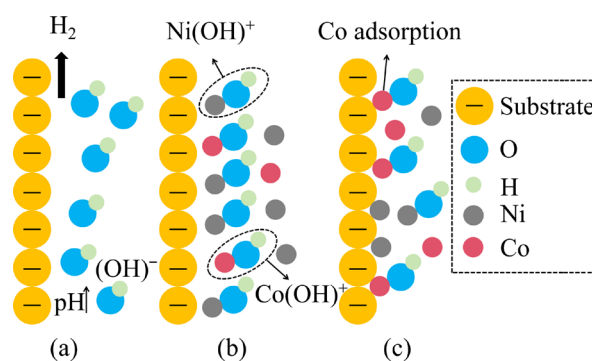 H₂
(OH)⁻
pH↑
(a)
Ni(OH)⁺
Co(OH)⁺
(b)
Co adsorption
(c)
Substrate
O
H
Ni
Co